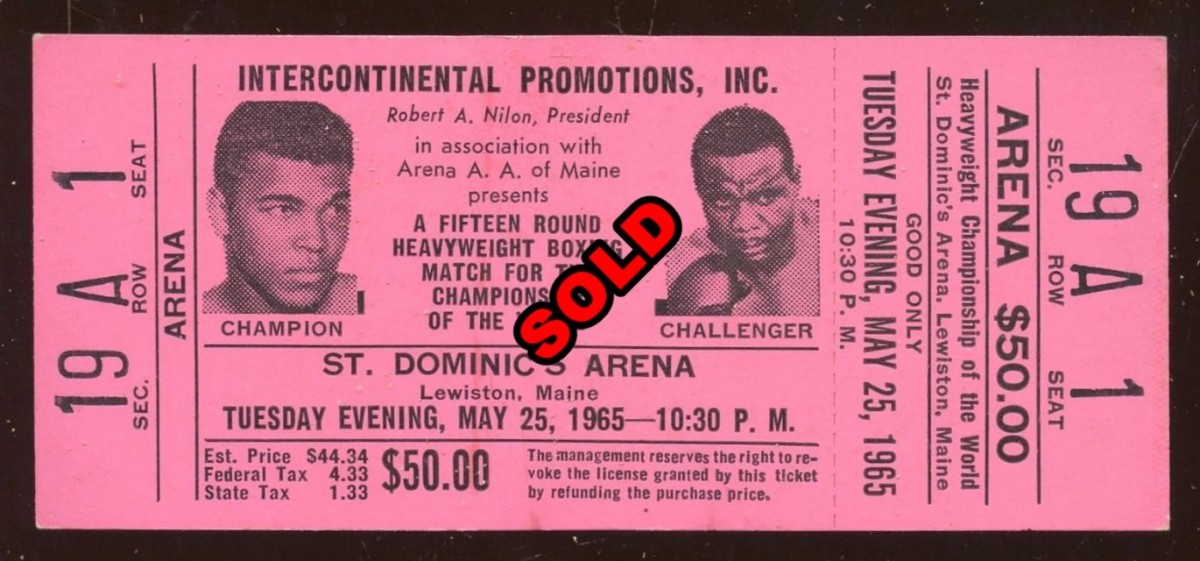 19 A 1
SEC. ROW SEAT
ARENA
INTERCONTINENTAL PROMOTIONS, INC.
Robert A. Nilon, President
in association with
Arena A. A. of Maine
presents
A FIFTEEN ROUND
HEAVYWEIGHT
MATCH FOR
OF THE
CHAMPION
CHALLENGER
SOLD
ST. DOMINIC'S ARENA
Lewiston, Maine
TUESDAY EVENING, MAY 25, 1965—10:30 P. M.
Est. Price $44.34
Federal Tax 4.33
State Tax 1.33
$50.00
The management reserves the right to re-
voke the license granted by this ticket
by refunding the purchase price.
19 A 1
SEC. ROW SEAT
ARENA $50.00
Heavyweight Championship of the World
St. Dominic's Arena, Lewiston, Maine
GOOD ONLY
TUESDAY EVENING, MAY 25, 1965
10:30 P. M.